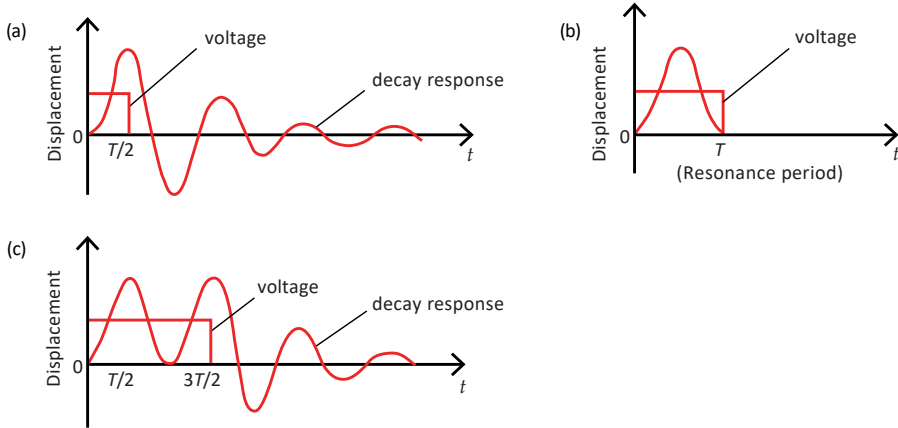 (a)
Displacement
voltage
decay response
0
T/2
t
(b)
Displacement
voltage
0
T
t
(Resonance period)
(c)
Displacement
voltage
decay response
0
T/2
3T/2
t